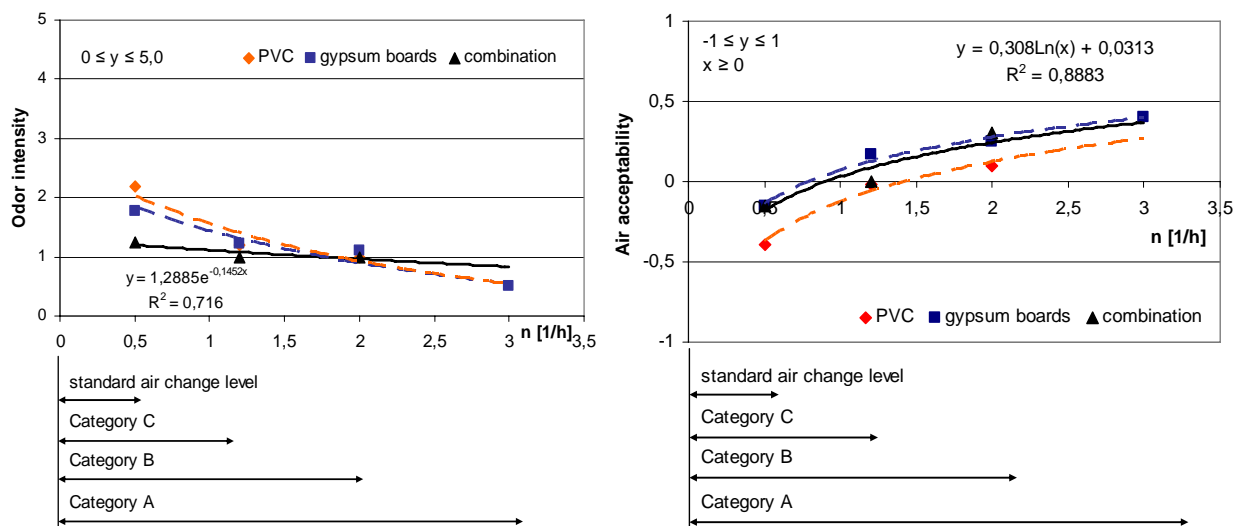 5
4
3
2
1
0
Odor intensity
0 ≤ y ≤ 5,0
PVC
gypsum boards
combination
y = 1,2885e^-0,1452x
R² = 0,716
0
0,5
1
1,5
2
2,5
3
3,5
n [1/h]
standard air change level
Category C
Category B
Category A
1
0,5
0
-0,5
-1
Air acceptability
-1 ≤ y ≤ 1
x ≥ 0
y = 0,308Ln(x) + 0,0313
R² = 0,8883
0
0,5
1
1,5
2
2,5
3
3,5
n [1/h]
PVC
gypsum boards
combination
standard air change level
Category C
Category B
Category A